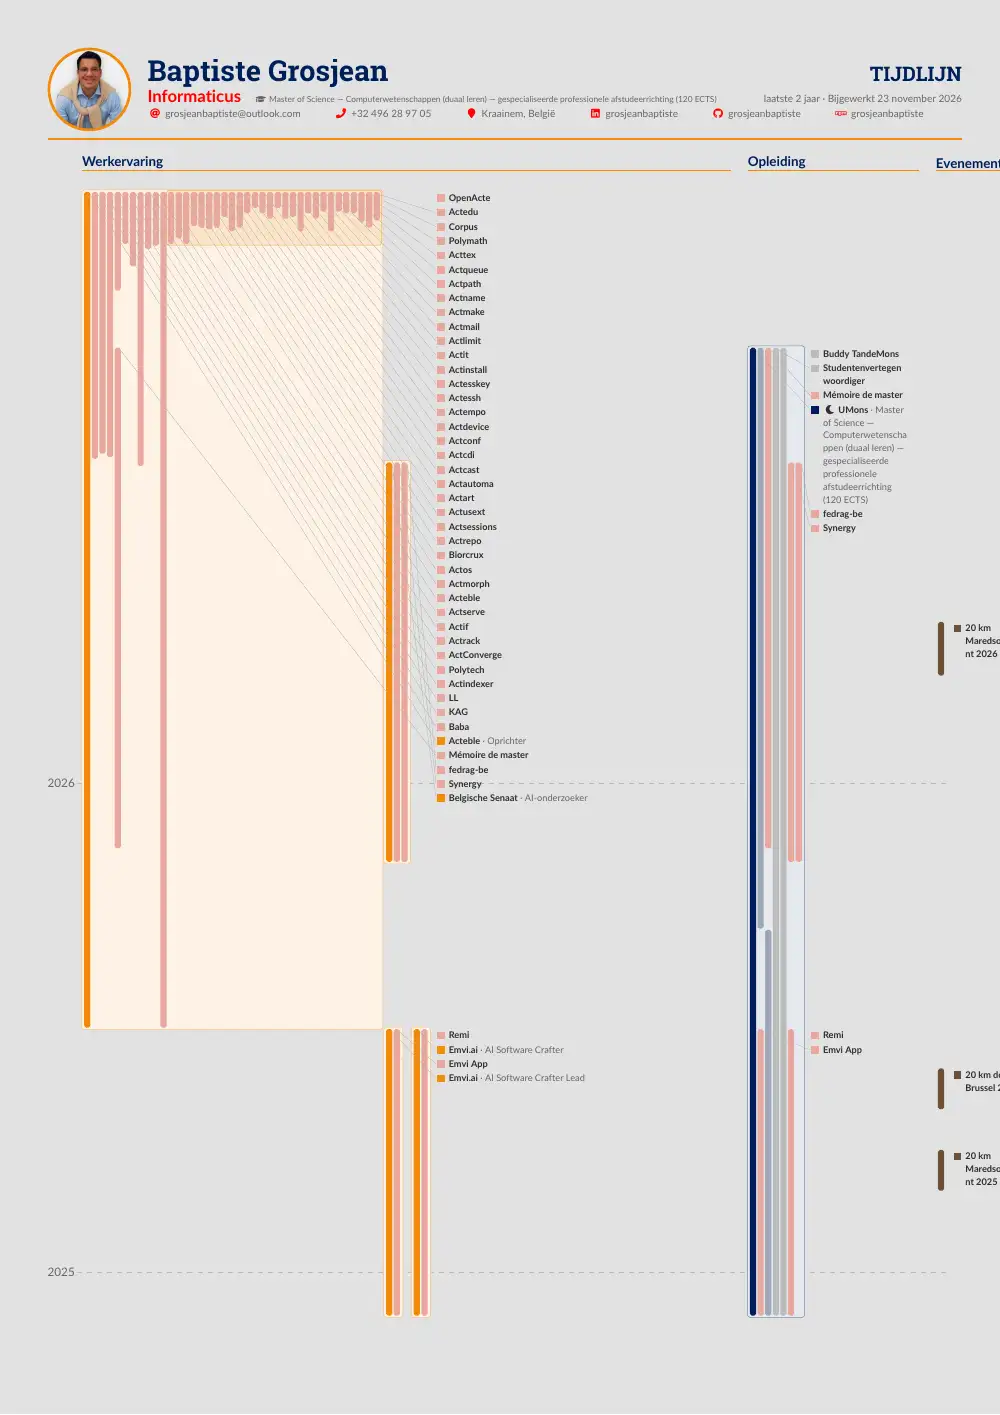 Baptiste Grosjean
TIJDLIJN
Informaticus
Master of Science — Computerwetenschappen (duaal leren) — gespecialiseerde professionele afstudeerrichting (120 ECTS)
laatste 2 jaar · Bijgewerkt 23 november 2026
grosjeanbaptiste@outlook.com
+32 496 28 97 05
Kraainem, België
grosjeanbaptiste
grosjeanbaptiste
grosjeanbaptiste
Werkervaring
OpenActe
Actedu
Corpus
Polymath
Acttex
Actqueue
Actpath
Actname
Actmake
Actmail
Actlimit
Actit
Actinstall
Actesskey
Actessh
Actempo
Actdevice
Actconf
Actcdi
Actcast
Actautoma
Actart
Actusext
Actsessions
Actrepo
Biorcrux
Actos
Actmorph
Acteble
Actserve
Actif
Actrack
ActConverge
Polytech
Actindexer
LL
KAG
Baba
Acteble · Oprichter
Mémoire de master
fedrag-be
Synergy
Belgische Senaat · AI-onderzoeker
Remi
Emvi.ai · AI Software Crafter
Emvi App
Emvi.ai · AI Software Crafter Lead
Opleiding
Buddy TandeMons
Studentenvertegen
woordiger
Mémoire de master
UMons · Master
of Science —
Computerwetenscha
ppen (duaal leren) —
gespecialiseerde
professionele
afstudeerrichting
(120 ECTS)
fedrag-be
Synergy
Remi
Emvi App
Evenement
20 km
Maredso
nt 2026
20 km de
Brussel 2
20 km
Maredso
nt 2025
2026
2025